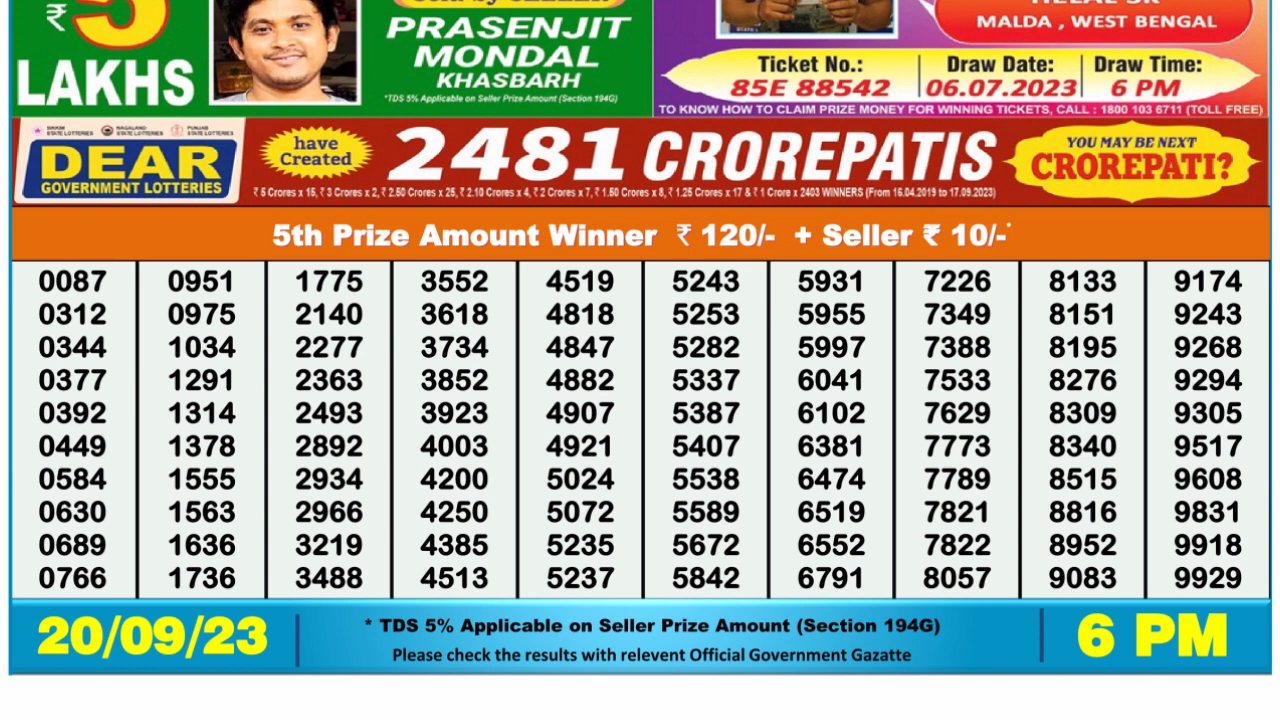 ₹ 5
LAKHS
PRASENJIT
MONDAL
KHASBARH
*TDS 5% Applicable on Seller Prize Amount (Section 194G)
MALDA , WEST BENGAL
Ticket No.: Draw Date: Draw Time:
85E 88542 06.07.2023 6 PM
TO KNOW HOW TO CLAIM PRIZE MONEY FOR WINNING TICKETS, CALL : 1800 103 6711 (TOLL FREE)
SIKKIM STATE LOTTERIES NAGALAND STATE LOTTERIES PUNJAB STATE LOTTERIES
DEAR
GOVERNMENT LOTTERIES
have
Created
2481 CROREPATIS
₹ 5 Crores x 15, ₹ 3 Crores x 2, ₹ 2.50 Crores x 25, ₹ 2.10 Crores x 4, ₹ 2 Crores x 7, ₹ 1.50 Crores x 8, ₹ 1.25 Crores x 17 & ₹ 1 Crore x 2403 WINNERS (From 16.04.2019 to 17.09.2023)
YOU MAY BE NEXT
CROREPATI?
5th Prize Amount Winner ₹ 120/- + Seller ₹ 10/-*
0087 0951 1775 3552 4519 5243 5931 7226 8133 9174
0312 0975 2140 3618 4818 5253 5955 7349 8151 9243
0344 1034 2277 3734 4847 5282 5997 7388 8195 9268
0377 1291 2363 3852 4882 5337 6041 7533 8276 9294
0392 1314 2493 3923 4907 5387 6102 7629 8309 9305
0449 1378 2892 4003 4921 5407 6381 7773 8340 9517
0584 1555 2934 4200 5024 5538 6474 7789 8515 9608
0630 1563 2966 4250 5072 5589 6519 7821 8816 9831
0689 1636 3219 4385 5235 5672 6552 7822 8952 9918
0766 1736 3488 4513 5237 5842 6791 8057 9083 9929
20/09/23
* TDS 5% Applicable on Seller Prize Amount (Section 194G)
Please check the results with relevent Official Government Gazatte
6 PM